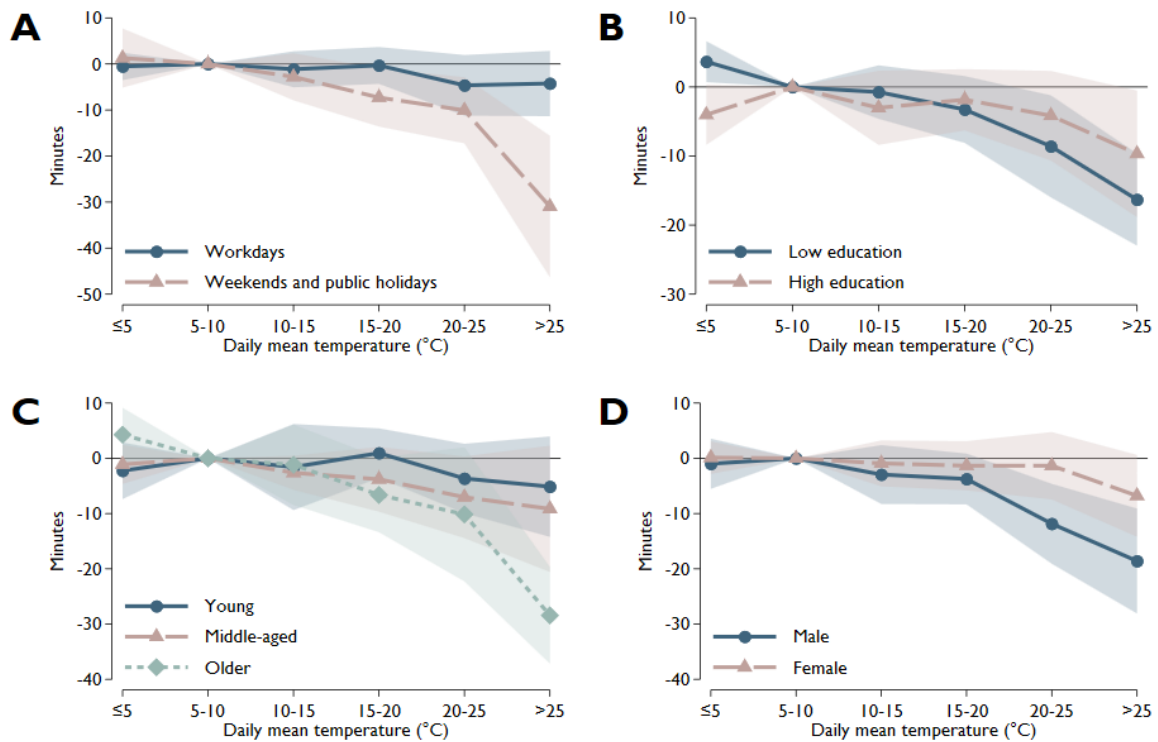 A
10
0
-10
-20
-30
-40
-50
Minutes
Workdays
Weekends and public holidays
≤5 5-10 10-15 15-20 20-25 >25
Daily mean temperature (°C)
B
10
0
-10
-20
-30
Minutes
Low education
High education
≤5 5-10 10-15 15-20 20-25 >25
Daily mean temperature (°C)
C
10
0
-10
-20
-30
-40
Minutes
Young
Middle-aged
Older
≤5 5-10 10-15 15-20 20-25 >25
Daily mean temperature (°C)
D
10
0
-10
-20
-30
-40
Minutes
Male
Female
≤5 5-10 10-15 15-20 20-25 >25
Daily mean temperature (°C)